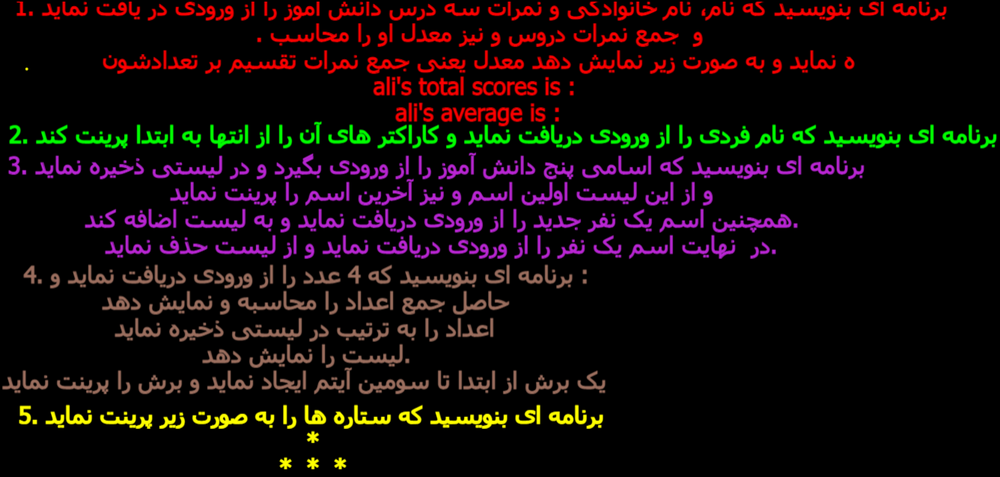 برنامه ای بنویسید که نام، نام خانوادگی و نمرات سه درس دانش آموز را از ورودی در یافت نماید .1
و جمع نمرات دروس و نیز معدل او را محاسب .
ه نماید و به صورت زیر نمایش دهد معدل یعنی جمع نمرات تقسیم بر تعدادشون .
ali's total scores is :
ali's average is :
برنامه ای بنویسید که نام فردی را از ورودی دریافت نماید و کاراکتر های آن را از انتها به ابتدا پرینت کند .2
برنامه ای بنویسید که اسامی پنج دانش آموز را از ورودی بگیرد و در لیستی ذخیره نماید .3
و از این لیست اولین اسم و نیز آخرین اسم را پرینت نماید
همچنین اسم یک نفر جدید را از ورودی دریافت نماید و به لیست اضافه کند.
در نهایت اسم یک نفر را از ورودی دریافت نماید و از لیست حذف نماید.
: برنامه ای بنویسید که 4 عدد را از ورودی دریافت نماید و .4
حاصل جمع اعداد را محاسبه و نمایش دهد
اعداد را به ترتیب در لیستی ذخیره نماید
لیست را نمایش دهد.
یک برش از ابتدا تا سومین آیتم ایجاد نماید و برش را پرینت نماید
برنامه ای بنویسید که ستاره ها را به صورت زیر پرینت نماید .5
*
* * *